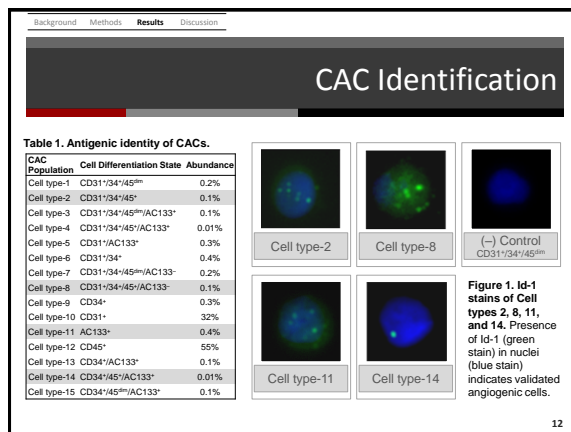 Background Methods Results Discussion
CAC Identification
Table 1. Antigenic identity of CACs.
CAC Population Cell Differentiation State Abundance
Cell type-1 CD31⁺/34⁺/45ᵈⁱᵐ 0.2%
Cell type-2 CD31⁺/34⁺/45⁺ 0.1%
Cell type-3 CD31⁺/34⁺/45ᵈⁱᵐ/AC133⁺ 0.1%
Cell type-4 CD31⁺/34⁺/45⁺/AC133⁺ 0.01%
Cell type-5 CD31⁺/AC133⁺ 0.3%
Cell type-6 CD31⁺/34⁺ 0.4%
Cell type-7 CD31⁺/34⁺/45ᵈⁱᵐ/AC133⁻ 0.2%
Cell type-8 CD31⁺/34⁺/45⁺/AC133⁻ 0.1%
Cell type-9 CD34⁺ 0.3%
Cell type-10 CD31⁺ 32%
Cell type-11 AC133⁺ 0.4%
Cell type-12 CD45⁺ 55%
Cell type-13 CD34⁺/AC133⁺ 0.1%
Cell type-14 CD34⁺/45⁺/AC133⁺ 0.01%
Cell type-15 CD34⁺/45ᵈⁱᵐ/AC133⁺ 0.1%
Cell type-2
Cell type-8
(–) Control
CD31⁺/34⁺/45ᵈⁱᵐ
Cell type-11
Cell type-14
Figure 1. Id-1
stains of Cell
types 2, 8, 11,
and 14. Presence
of Id-1 (green
stain) in nuclei
(blue stain)
indicates validated
angiogenic cells.
12